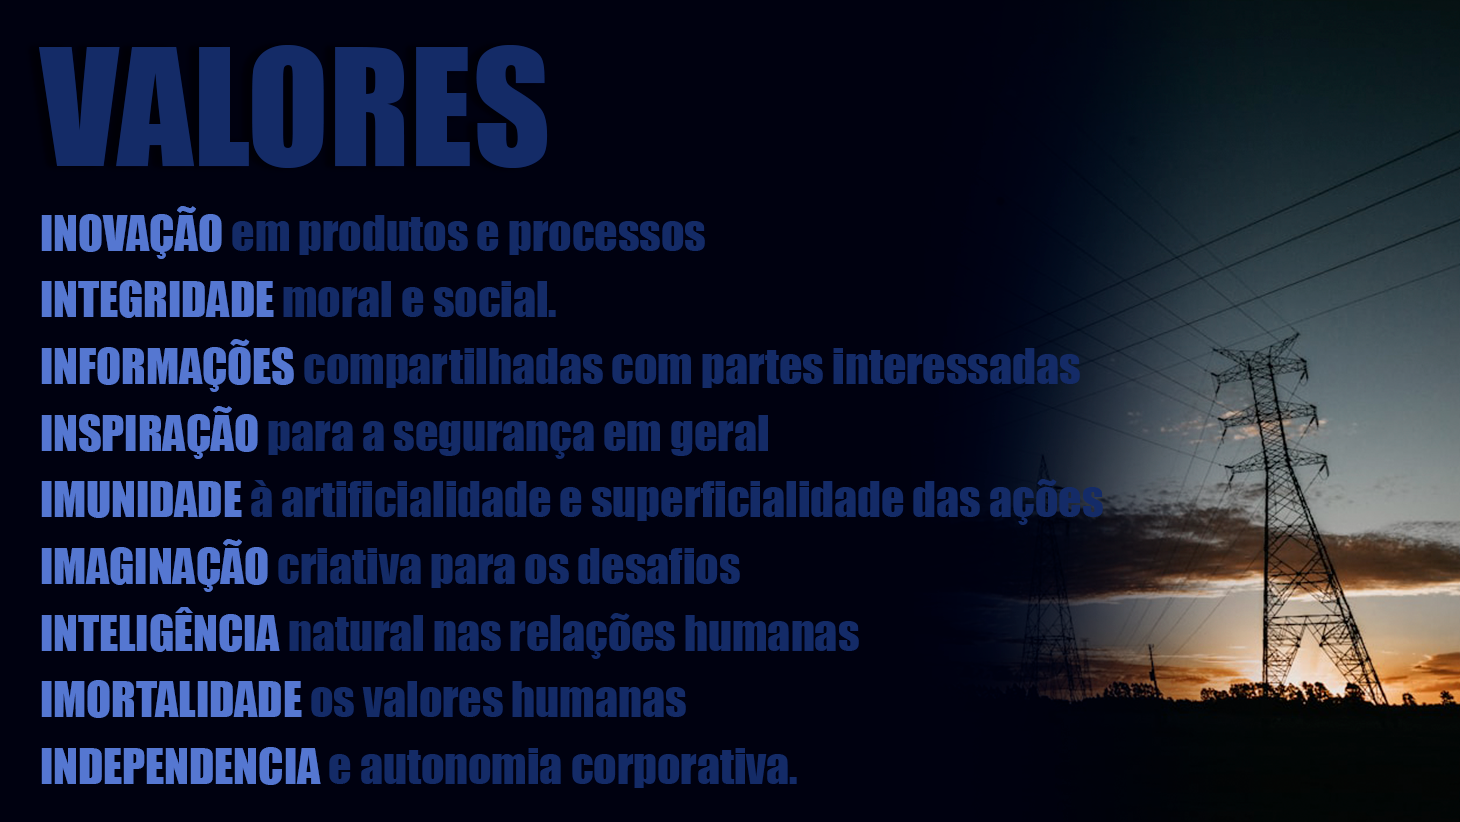 VALORES
INOVAÇÃO em produtos e processos
INTEGRIDADE moral e social.
INFORMAÇÕES compartilhadas com partes interessadas
INSPIRAÇÃO para a segurança em geral
IMUNIDADE à artificialidade e superficialidade das ações
IMAGINAÇÃO criativa para os desafios
INTELIGÊNCIA natural nas relações humanas
IMORTALIDADE os valores humanas
INDEPENDENCIA e autonomia corporativa.